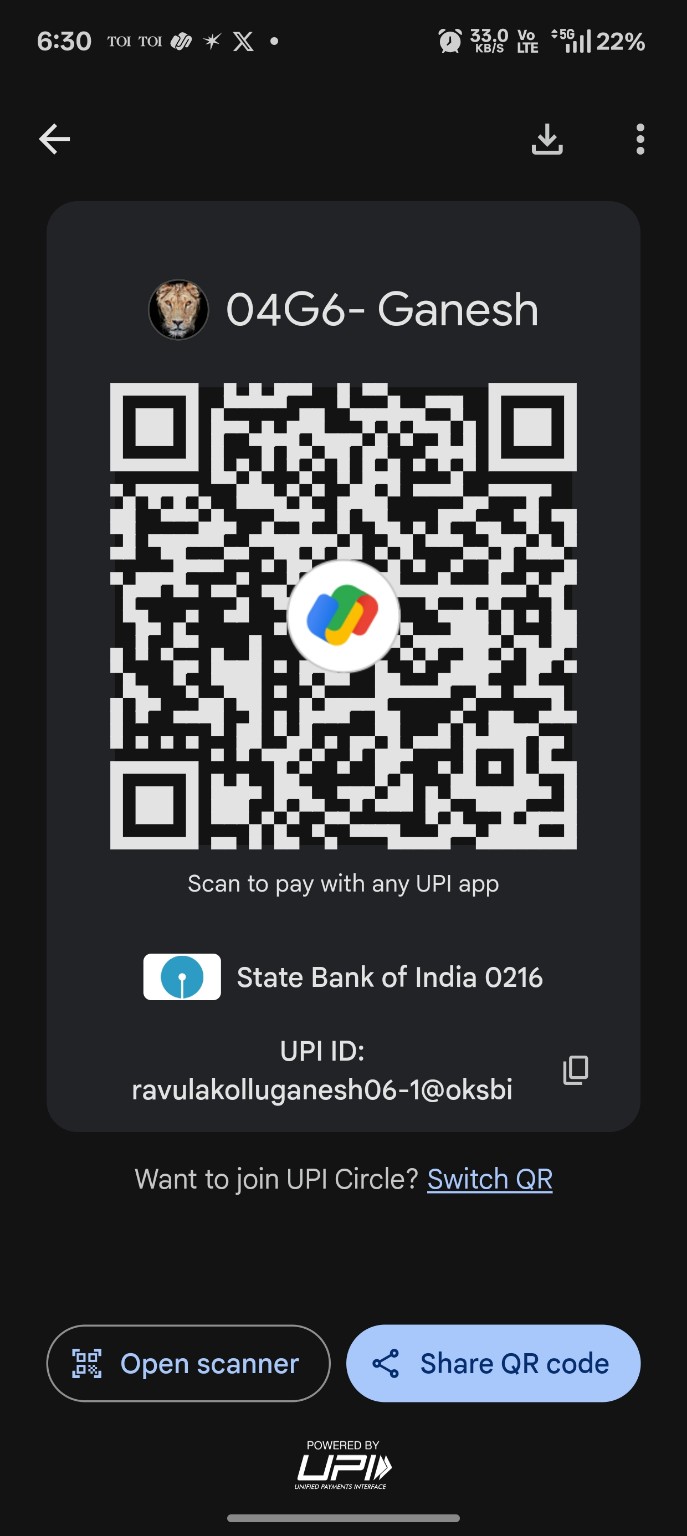 6:30 TOI TOI 33.0 KB/S Vo LTE 5G 22%
04G6- Ganesh
Scan to pay with any UPI app
State Bank of India 0216
UPI ID:
ravulakolluganesh06-1@oksbi
Want to join UPI Circle? Switch QR
Open scanner
Share QR code
POWERED BY
UPI
UNIFIED PAYMENTS INTERFACE